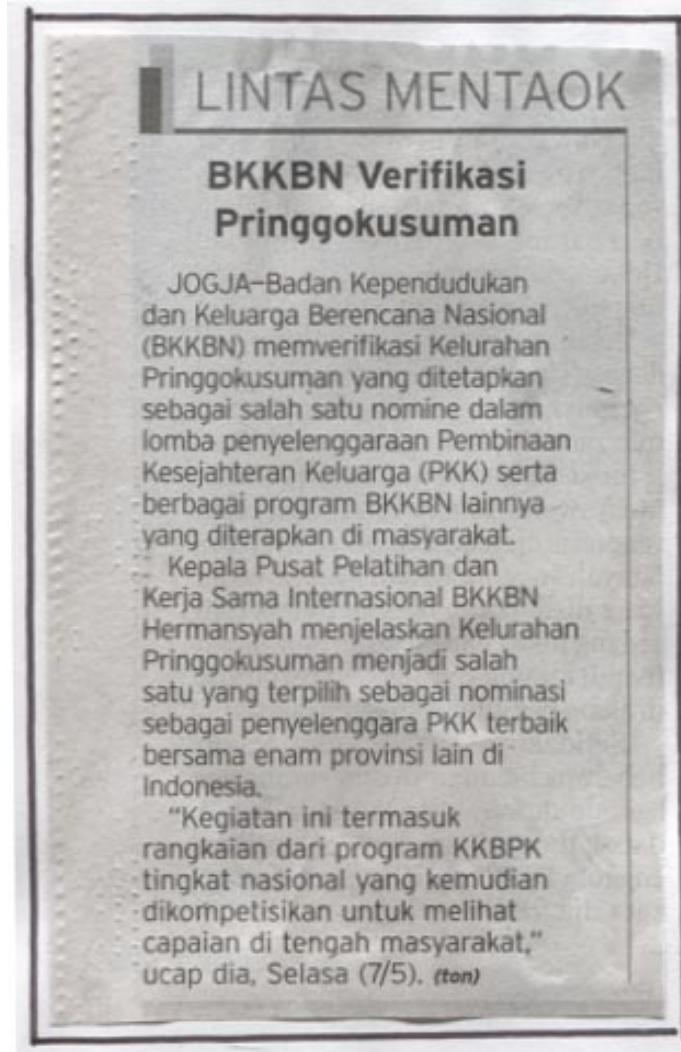 LINTAS MENTAOK
BKKBN Verifikasi
Pringgokusuman
JOGJA–Badan Kependudukan
dan Keluarga Berencana Nasional
(BKKBN) memverifikasi Kelurahan
Pringgokusuman yang ditetapkan
sebagai salah satu nomine dalam
lomba penyelenggaraan Pembinaan
Kesejahteran Keluarga (PKK) serta
berbagai program BKKBN lainnya
yang diterapkan di masyarakat.
Kepala Pusat Pelatihan dan
Kerja Sama Internasional BKKBN
Hermansyah menjelaskan Kelurahan
Pringgokusuman menjadi salah
satu yang terpilih sebagai nominasi
sebagai penyelenggara PKK terbaik
bersama enam provinsi lain di
Indonesia.
"Kegiatan ini termasuk
rangkaian dari program KKBPK
tingkat nasional yang kemudian
dikompetisikan untuk melihat
capaian di tengah masyarakat,"
ucap dia, Selasa (7/5). (ton)